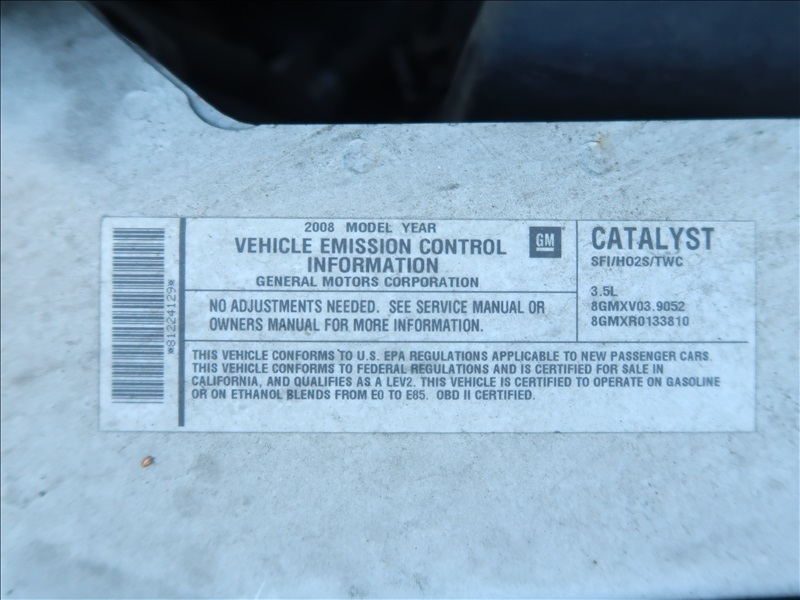 *81224129*
2008 MODEL YEAR
VEHICLE EMISSION CONTROL
INFORMATION
GENERAL MOTORS CORPORATION
GM
NO ADJUSTMENTS NEEDED. SEE SERVICE MANUAL OR
OWNERS MANUAL FOR MORE INFORMATION.
CATALYST
SFI/HO2S/TWC
3.5L
8GMXV03.9052
8GMXR0133810
THIS VEHICLE CONFORMS TO U.S. EPA REGULATIONS APPLICABLE TO NEW PASSENGER CARS.
THIS VEHICLE CONFORMS TO FEDERAL REGULATIONS AND IS CERTIFIED FOR SALE IN
CALIFORNIA, AND QUALIFIES AS A LEV2. THIS VEHICLE IS CERTIFIED TO OPERATE ON GASOLINE
OR ON ETHANOL BLENDS FROM E0 TO E85. OBD II CERTIFIED.